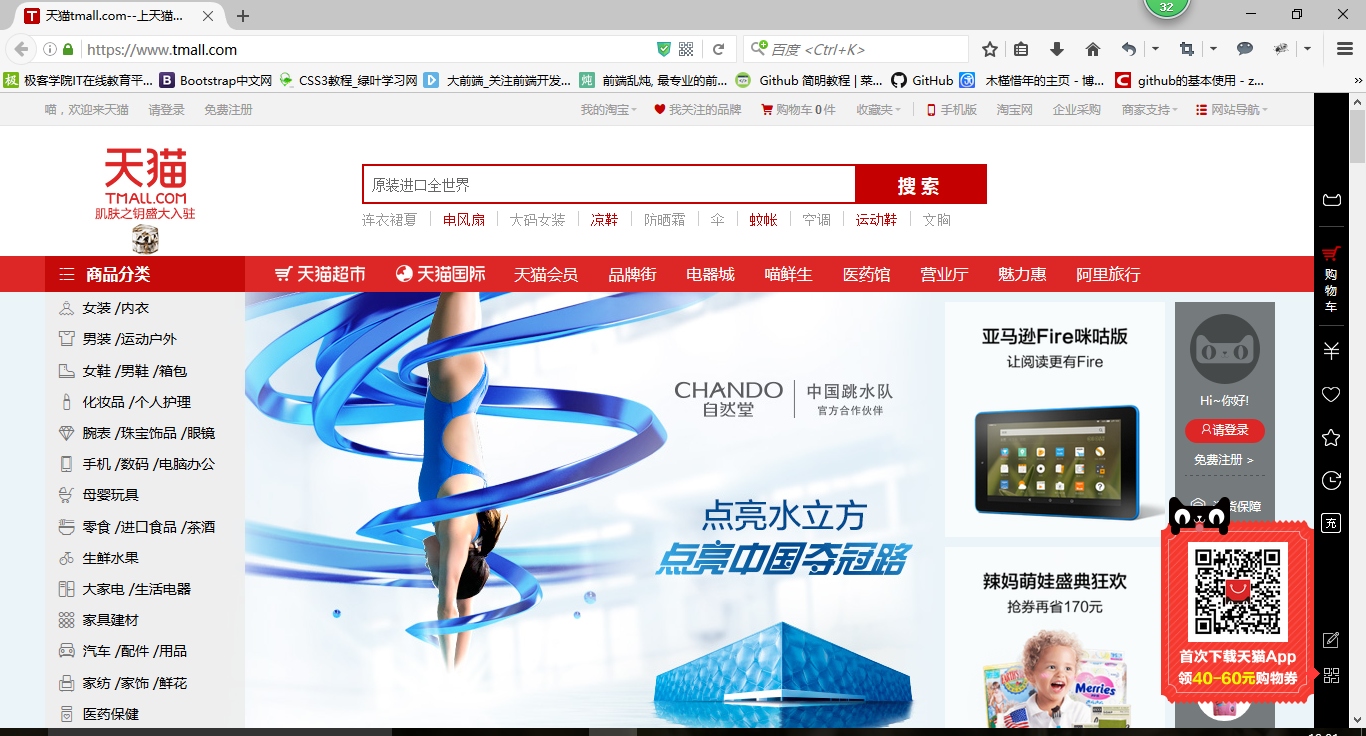 32
天猫tmall.com--上天猫...
https://www.tmall.com
百度 <Ctrl+K>
极客学院IT在线教育平... Bootstrap中文网 CSS3教程_绿叶学习网 大前端_关注前端开发... 前端乱炖, 最专业的前... Github 简明教程 | 菜... GitHub 木槿惜年的主页 - 博... github的基本使用 - z...
喵，欢迎来天猫 请登录 免费注册 我的淘宝 我关注的品牌 购物车0件 收藏夹 手机版 淘宝网 企业采购 商家支持 网站导航
天猫
TMALL.COM
肌肤之钥盛大入驻
原装进口全世界 搜索
连衣裙夏 电风扇 大码女装 凉鞋 防晒霜 伞 蚊帐 空调 运动鞋 文胸
商品分类 天猫超市 天猫国际 天猫会员 品牌街 电器城 喵鲜生 医药馆 营业厅 魅力惠 阿里旅行
女装 /内衣
男装 /运动户外
女鞋 /男鞋 /箱包
化妆品 /个人护理
腕表 /珠宝饰品 /眼镜
手机 /数码 /电脑办公
母婴玩具
零食 /进口食品 /茶酒
生鲜水果
大家电 /生活电器
家具建材
汽车 /配件 /用品
家纺 /家饰 /鲜花
医药保健
CHANDO
自然堂
中国跳水队
官方合作伙伴
点亮水立方
点亮中国夺冠路
亚马逊Fire咪咕版
让阅读更有Fire
辣妈萌娃盛典狂欢
抢券再省170元
Merries
Hi~你好!
请登录
免费注册 >
货保障
首次下载天猫App
领40-60元购物券
购物车
充